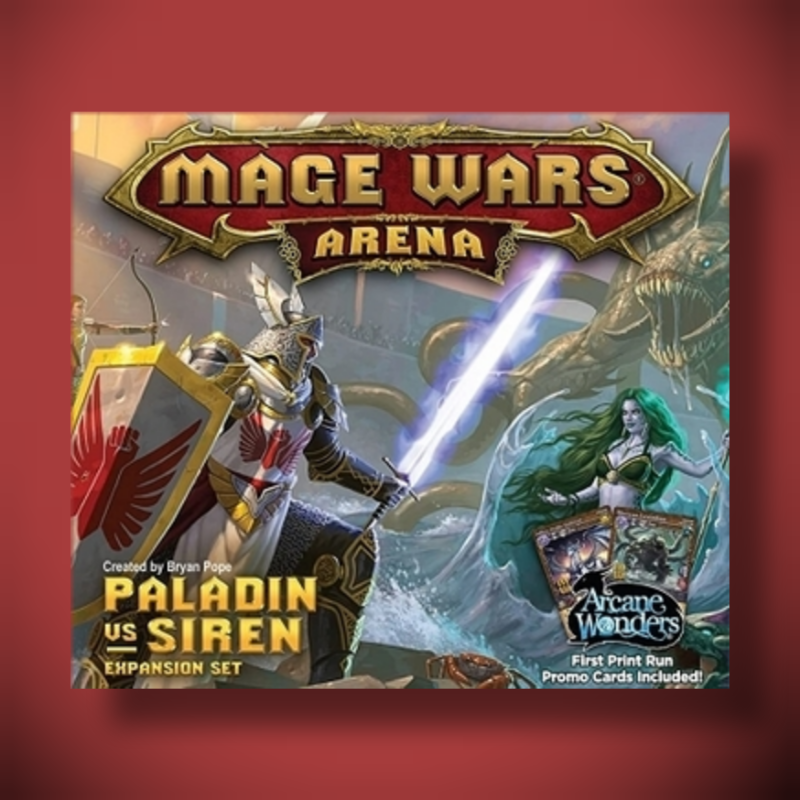 MAGE WARS®
ARENA
Created by Bryan Pope
PALADIN
VS SIREN
EXPANSION SET
Arcane
Wonders
First Print Run
Promo Cards Included!